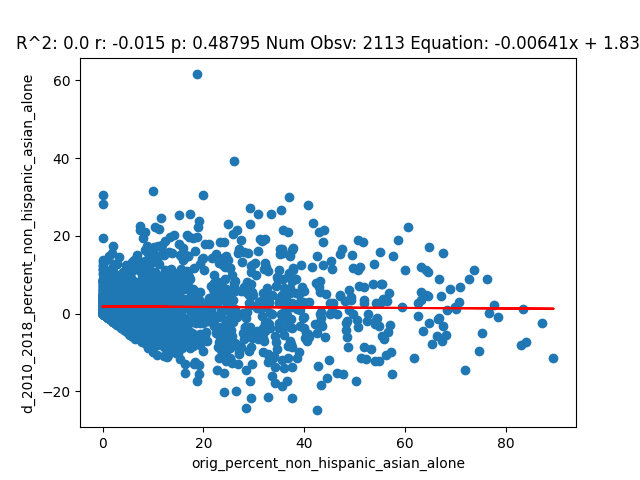 R^2: 0.0 r: -0.015 p: 0.48795 Num Obsv: 2113 Equation: -0.00641x + 1.83
d_2010_2018_percent_non_hispanic_asian_alone
60
40
20
0
−20
0 20 40 60 80
orig_percent_non_hispanic_asian_alone